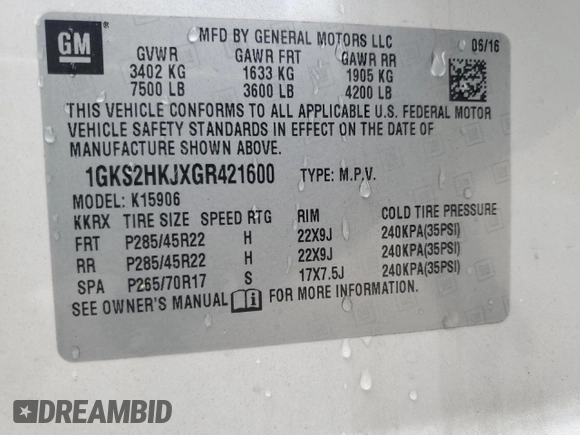 GM ®
MFD BY GENERAL MOTORS LLC 06/16
GVWR GAWR FRT GAWR RR
3402 KG 1633 KG 1905 KG
7500 LB 3600 LB 4200 LB
THIS VEHICLE CONFORMS TO ALL APPLICABLE U.S. FEDERAL MOTOR
VEHICLE SAFETY STANDARDS IN EFFECT ON THE DATE OF
MANUFACTURE SHOWN ABOVE.
1GKS2HKJXGR421600 TYPE: M.P.V.
MODEL: K15906
KKRX TIRE SIZE SPEED RTG RIM COLD TIRE PRESSURE
FRT P285/45R22 H 22X9J 240KPA(35PSI)
RR P285/45R22 H 22X9J 240KPA(35PSI)
SPA P265/70R17 S 17X7.5J 240KPA(35PSI)
SEE OWNER'S MANUAL i FOR MORE INFORMATION.
DREAMBID